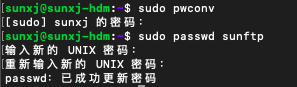 [sunxj@sunxj-hdm:~$ sudo pwconv
[[sudo] sunxj 的密码：
[sunxj@sunxj-hdm:~$ sudo passwd sunftp
[输入新的 UNIX 密码：
[重新输入新的 UNIX 密码：
passwd：已成功更新密码